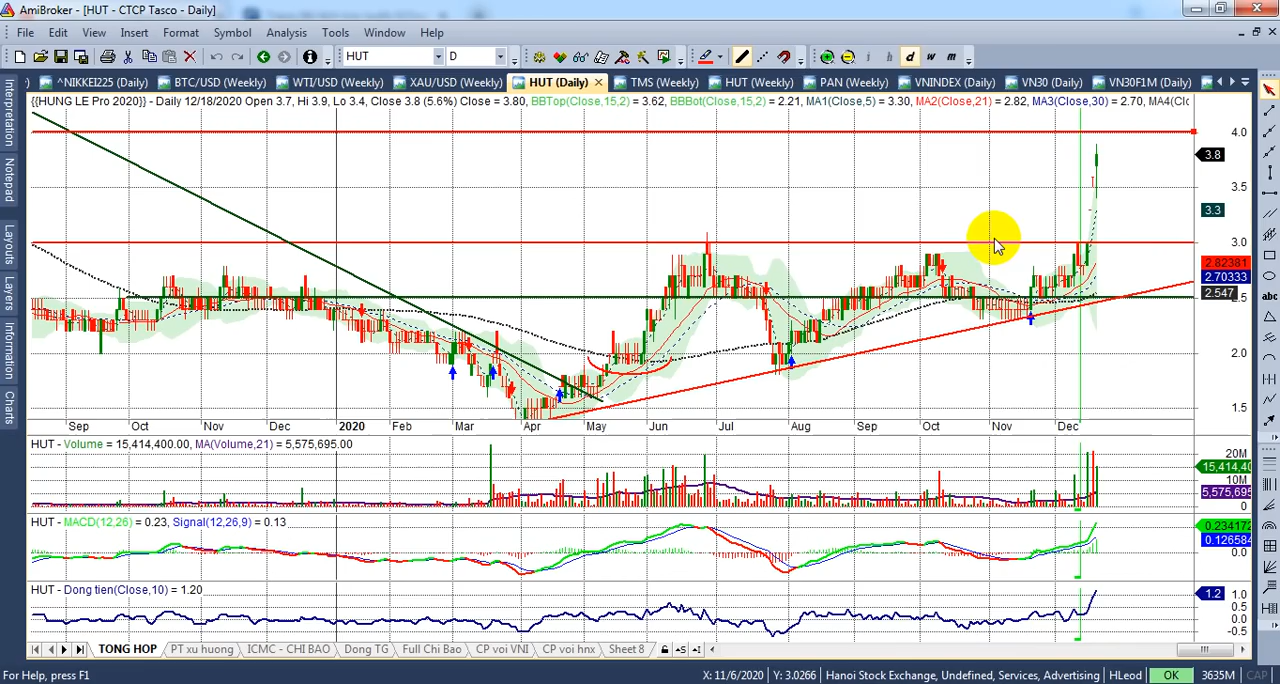 AmiBroker - [HUT - CTCP Tasco - Daily]
File Edit View Insert Format Symbol Analysis Tools Window Help
HUT D
^NIKKEI225 (Daily) BTC/USD (Weekly) WTI/USD (Weekly) XAU/USD (Weekly) HUT (Daily) TMS (Weekly) HUT (Weekly) PAN (Weekly) VNINDEX (Daily) VN30 (Daily) VN30F1M (Daily)
{{HUNG LE Pro 2020}} - Daily 12/18/2020 Open 3.7, Hi 3.9, Lo 3.4, Close 3.8 (5.6%) Close = 3.80, BBTop(Close,15,2) = 3.62, BBBot(Close,15,2) = 2.21, MA1(Close,5) = 3.30, MA2(Close,21) = 2.82, MA3(Close,30) = 2.70, MA4(Clo
Interpretation
Notepad
Layouts
Layers
Information
Charts
abc
4.0
3.8
3.5
3.3
3.0
2.82381
2.70333
2.547
2.0
1.5
Sep Oct Nov Dec 2020 Feb Mar Apr May Jun Jul Aug Sep Oct Nov Dec
HUT - Volume = 15,414,400.00, MA(Volume,21) = 5,575,695.00
20M
15,414,40
10M
5,575,695
HUT - MACD(12,26) = 0.23, Signal(12,26,9) = 0.13
0.234172
0.126584
0.0
HUT - Dong tien(Close,10) = 1.20
1.2
1.0
0.5
0.0
-0.5
TONG HOP PT xu huong ICMC - CHI BAO Dong TG Full Chi Bao CP voi VNI CP voi hnx Sheet 8
For Help, press F1 X: 11/6/2020 Y: 3.0266 Hanoi Stock Exchange, Undefined, Services, Advertising HLeod OK 3635M CAP